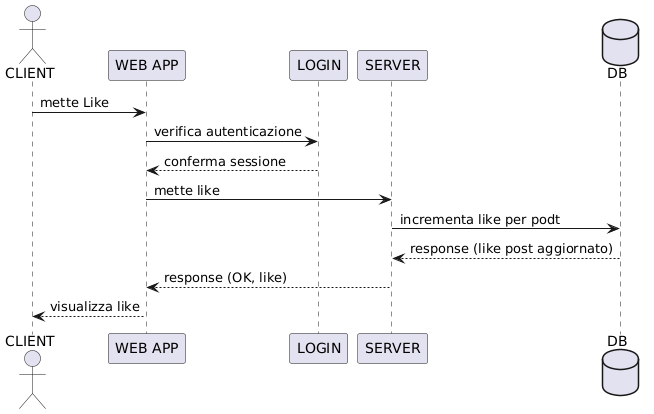 CLIENT
WEB APP
LOGIN
SERVER
DB
mette Like
verifica autenticazione
conferma sessione
mette like
incrementa like per podt
response (like post aggiornato)
response (OK, like)
visualizza like
CLIENT
WEB APP
LOGIN
SERVER
DB